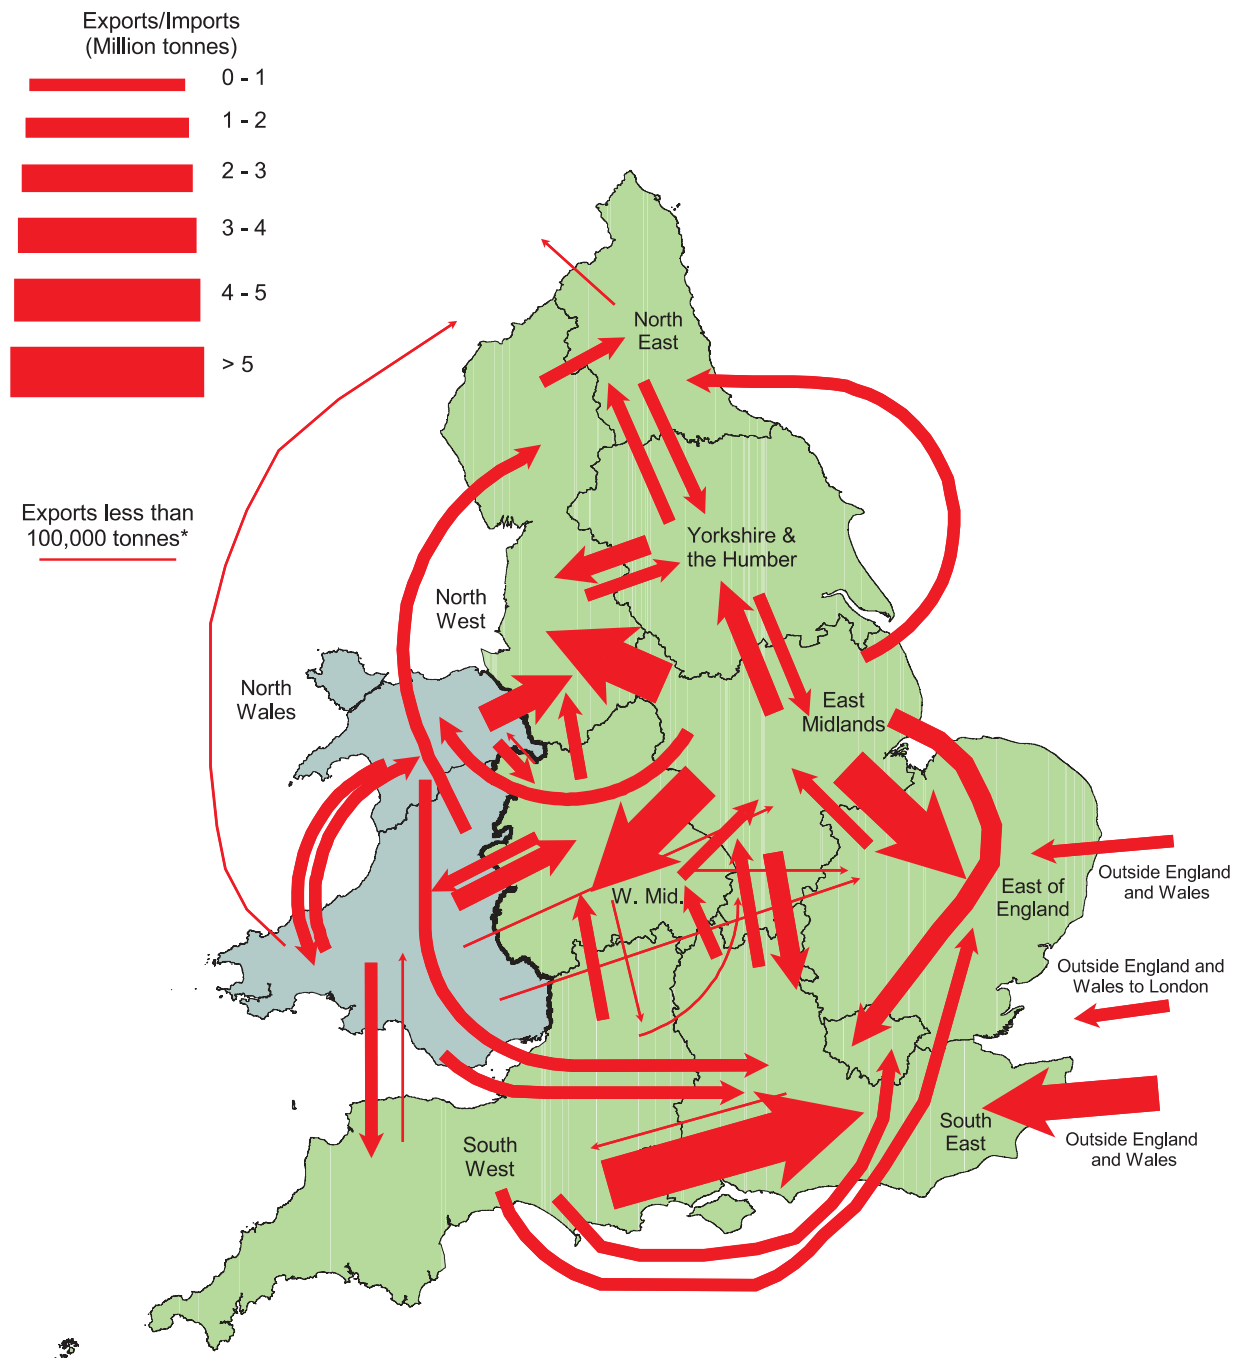 Exports/Imports
(Million tonnes)
0 - 1
1 - 2
2 - 3
3 - 4
4 - 5
> 5
Exports less than
100,000 tonnes*
North
East
Yorkshire &
the Humber
North
West
North
Wales
East
Midlands
W. Mid.
East of
England
Outside England
and Wales
Outside England and
Wales to London
South
West
South
East
Outside England
and Wales